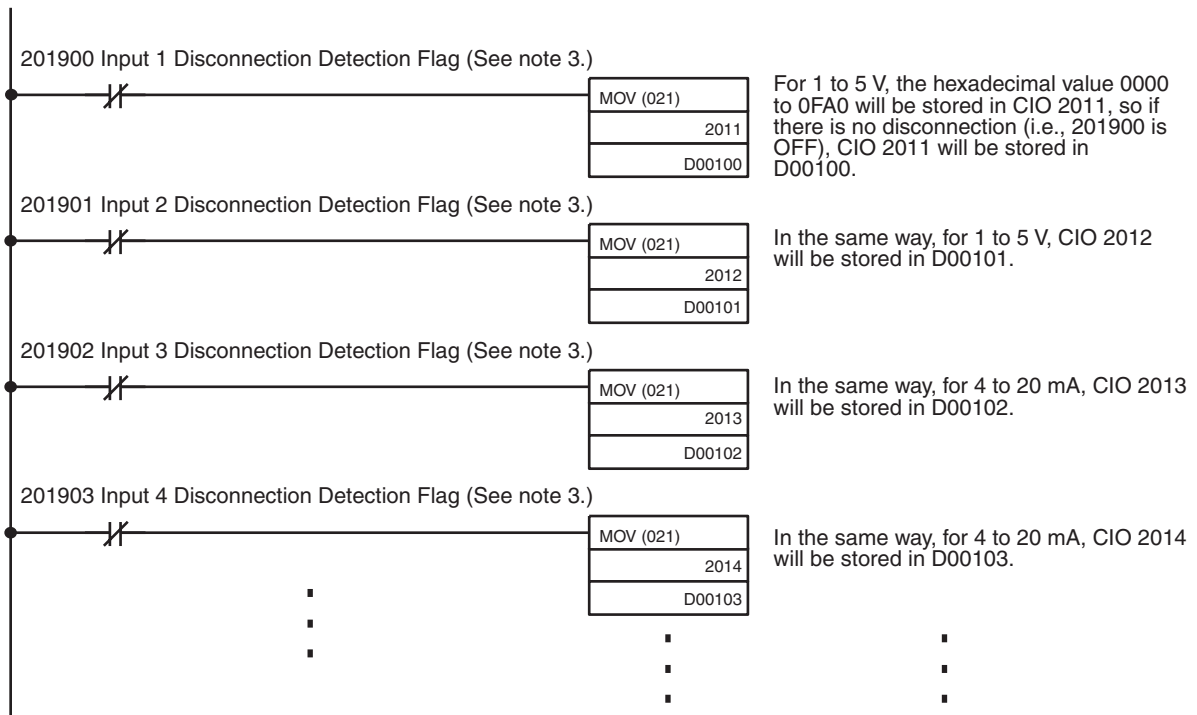 201900 Input 1 Disconnection Detection Flag (See note 3.)
MOV (021)
2011
D00100
For 1 to 5 V, the hexadecimal value 0000
to 0FA0 will be stored in CIO 2011, so if
there is no disconnection (i.e., 201900 is
OFF), CIO 2011 will be stored in
D00100.
201901 Input 2 Disconnection Detection Flag (See note 3.)
MOV (021)
2012
D00101
In the same way, for 1 to 5 V, CIO 2012
will be stored in D00101.
201902 Input 3 Disconnection Detection Flag (See note 3.)
MOV (021)
2013
D00102
In the same way, for 4 to 20 mA, CIO 2013
will be stored in D00102.
201903 Input 4 Disconnection Detection Flag (See note 3.)
MOV (021)
2014
D00103
In the same way, for 4 to 20 mA, CIO 2014
will be stored in D00103.